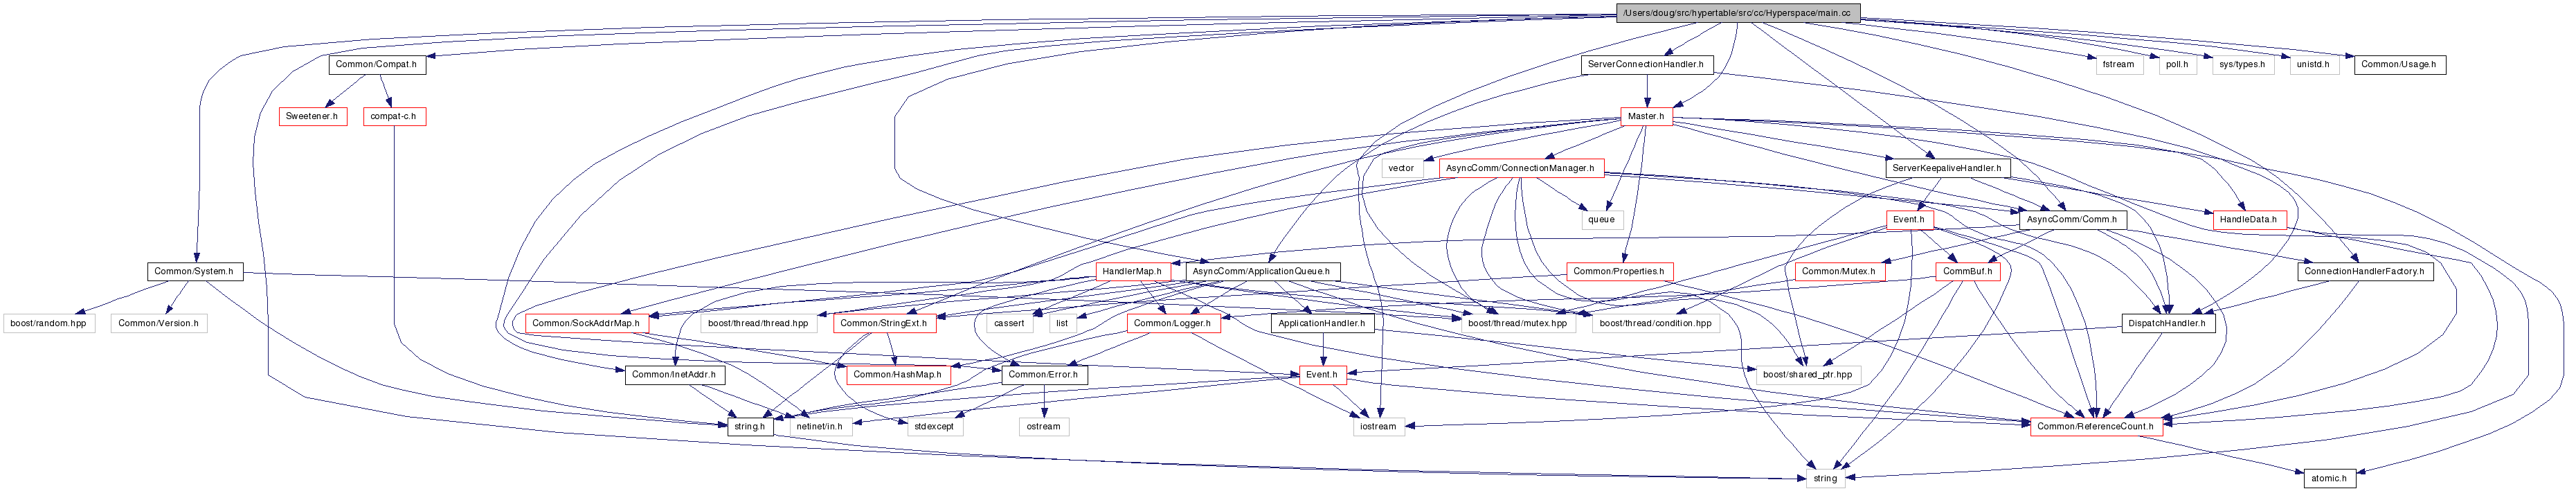 /Users/doug/src/hypertable/src/cc/Hyperspace/main.cc
Common/Compat.h
ServerConnectionHandler.h
fstream
poll.h
sys/types.h
unistd.h
Common/Usage.h
Sweetener.h
compat-c.h
Master.h
vector
AsyncComm/ConnectionManager.h
ServerKeepaliveHandler.h
queue
Event.h
AsyncComm/Comm.h
HandleData.h
Common/System.h
HandlerMap.h
AsyncComm/ApplicationQueue.h
Common/Properties.h
Common/Mutex.h
CommBuf.h
ConnectionHandlerFactory.h
boost/random.hpp
Common/Version.h
Common/SockAddrMap.h
boost/thread/thread.hpp
Common/StringExt.h
cassert
list
Common/Logger.h
ApplicationHandler.h
boost/thread/mutex.hpp
boost/thread/condition.hpp
DispatchHandler.h
Common/InetAddr.h
Common/HashMap.h
Common/Error.h
Event.h
boost/shared_ptr.hpp
string.h
netinet/in.h
stdexcept
ostream
iostream
Common/ReferenceCount.h
string
atomic.h